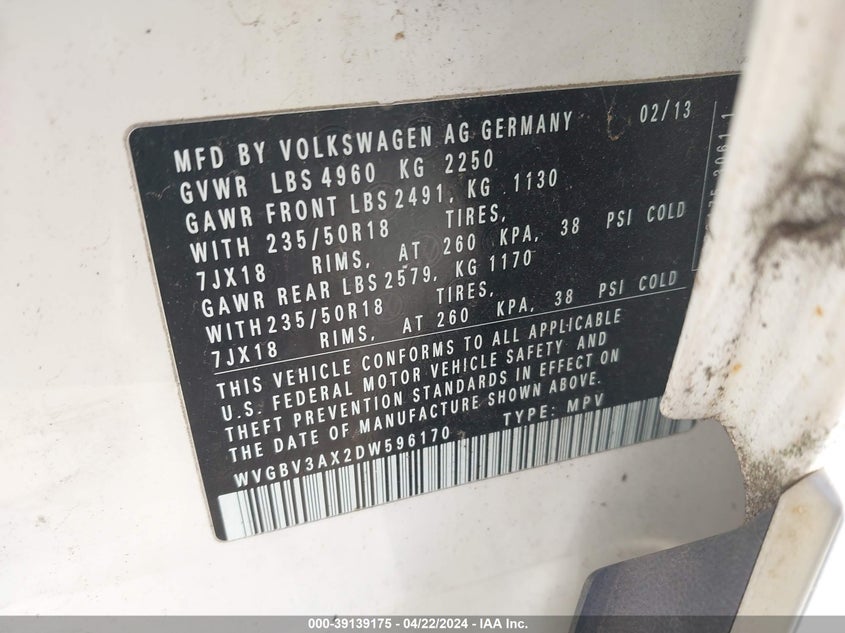 MFD BY VOLKSWAGEN AG GERMANY 02/13
GVWR LBS 4960 KG 2250
GAWR FRONT LBS 2491, KG 1130
WITH 235/50R18 TIRES,
7JX18 RIMS, AT 260 KPA, 38 PSI COLD
GAWR REAR LBS 2579, KG 1170
WITH 235/50R18 TIRES,
7JX18 RIMS, AT 260 KPA, 38 PSI COLD
THIS VEHICLE CONFORMS TO ALL APPLICABLE
U.S. FEDERAL MOTOR VEHICLE SAFETY AND
THEFT PREVENTION STANDARDS IN EFFECT ON
THE DATE OF MANUFACTURE SHOWN ABOVE.
WVGBV3AX2DW596170 TYPE: MPV
000-39139175 - 04/22/2024 - IAA Inc.